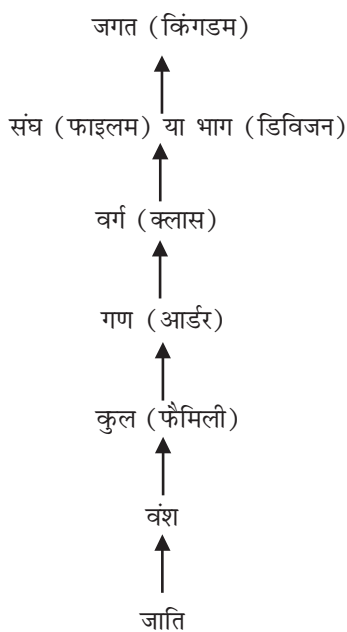 जगत (किंगडम)
संघ (फाइलम) या भाग (डिविजन)
वर्ग (क्लास)
गण (आर्डर)
कुल (फैमिली)
वंश
जाति